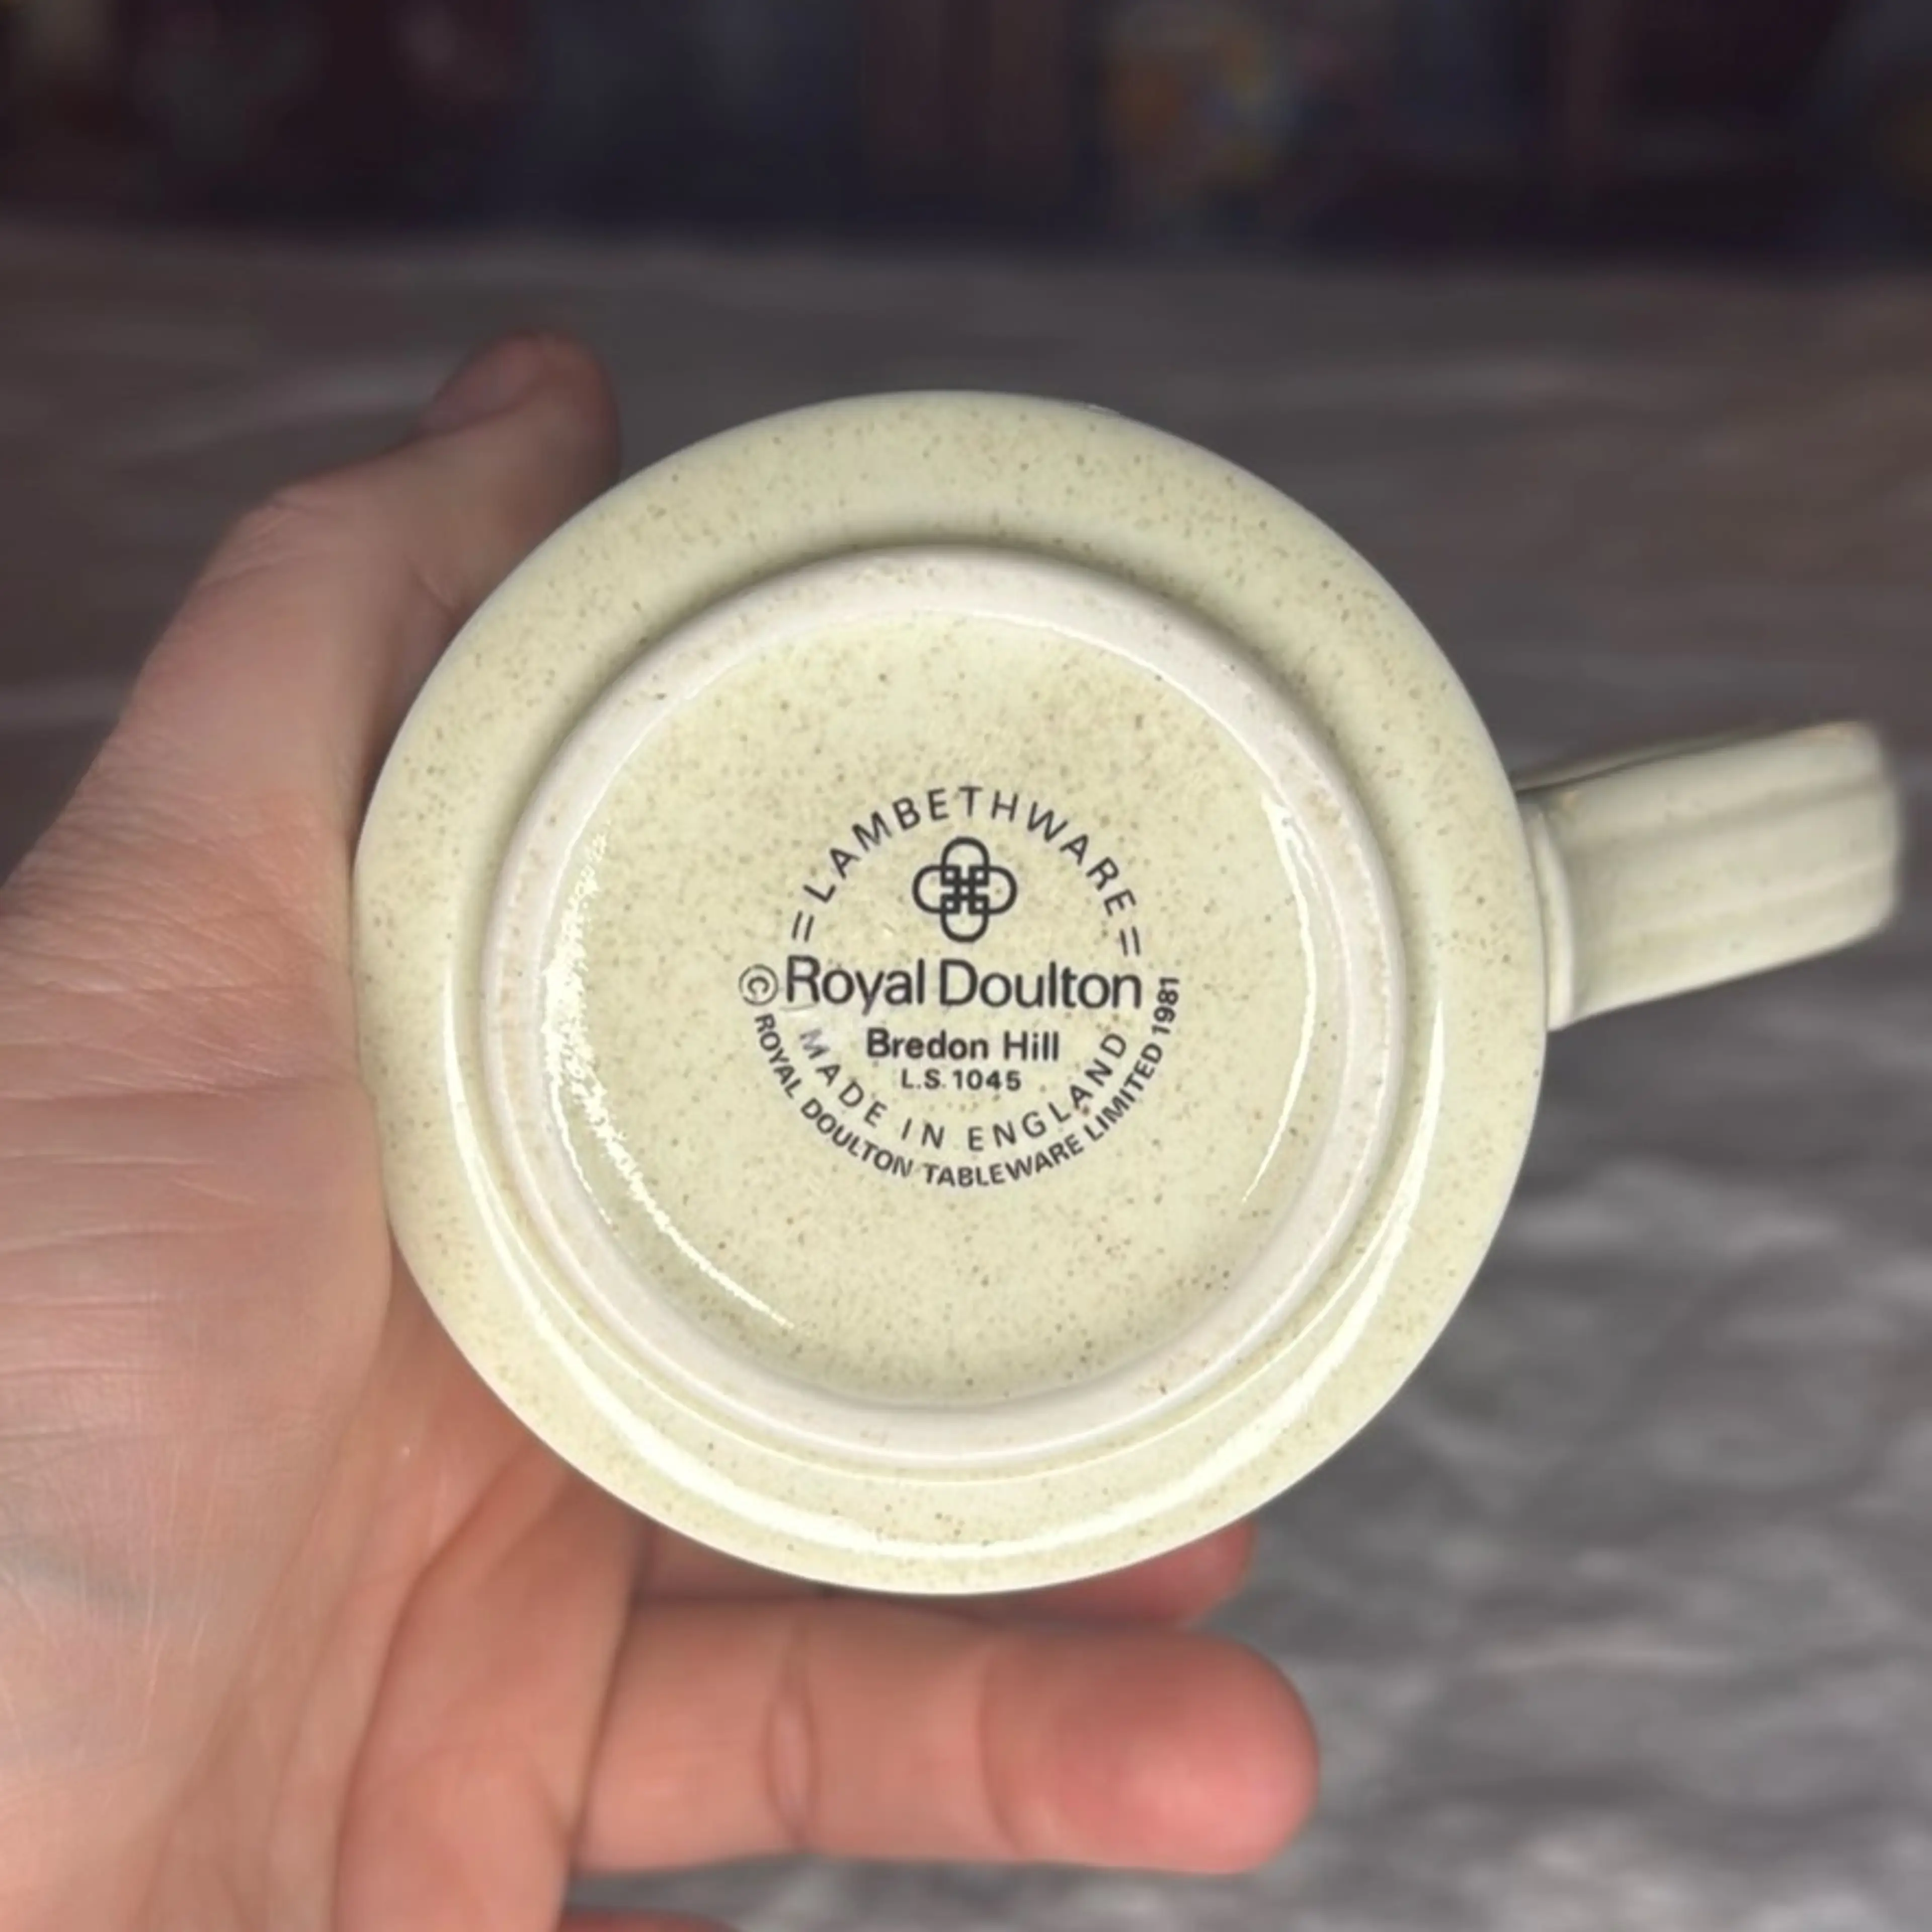 = LAMBETHWARE =
Royal Doulton
Bredon Hill
L.S. 1045
MADE IN ENGLAND
© ROYAL DOULTON TABLEWARE LIMITED 1981